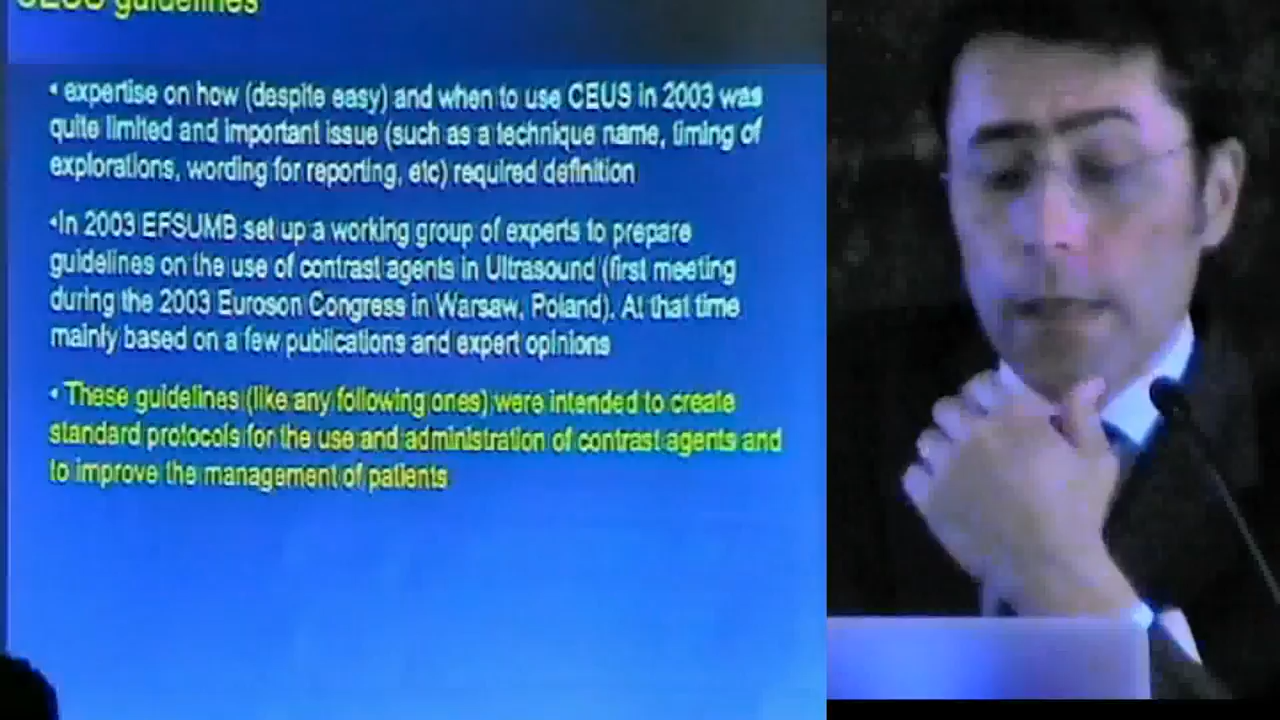 CEUS guidelines
• expertise on how (despite easy) and when to use CEUS in 2003 was
quite limited and important issue (such as a technique name, timing of
explorations, wording for reporting, etc) required definition
•In 2003 EFSUMB set up a working group of experts to prepare
guidelines on the use of contrast agents in Ultrasound (first meeting
during the 2003 Euroson Congress in Warsaw, Poland). At that time
mainly based on a few publications and expert opinions
• These guidelines (like any following ones) were intended to create
standard protocols for the use and administration of contrast agents and
to improve the management of patients